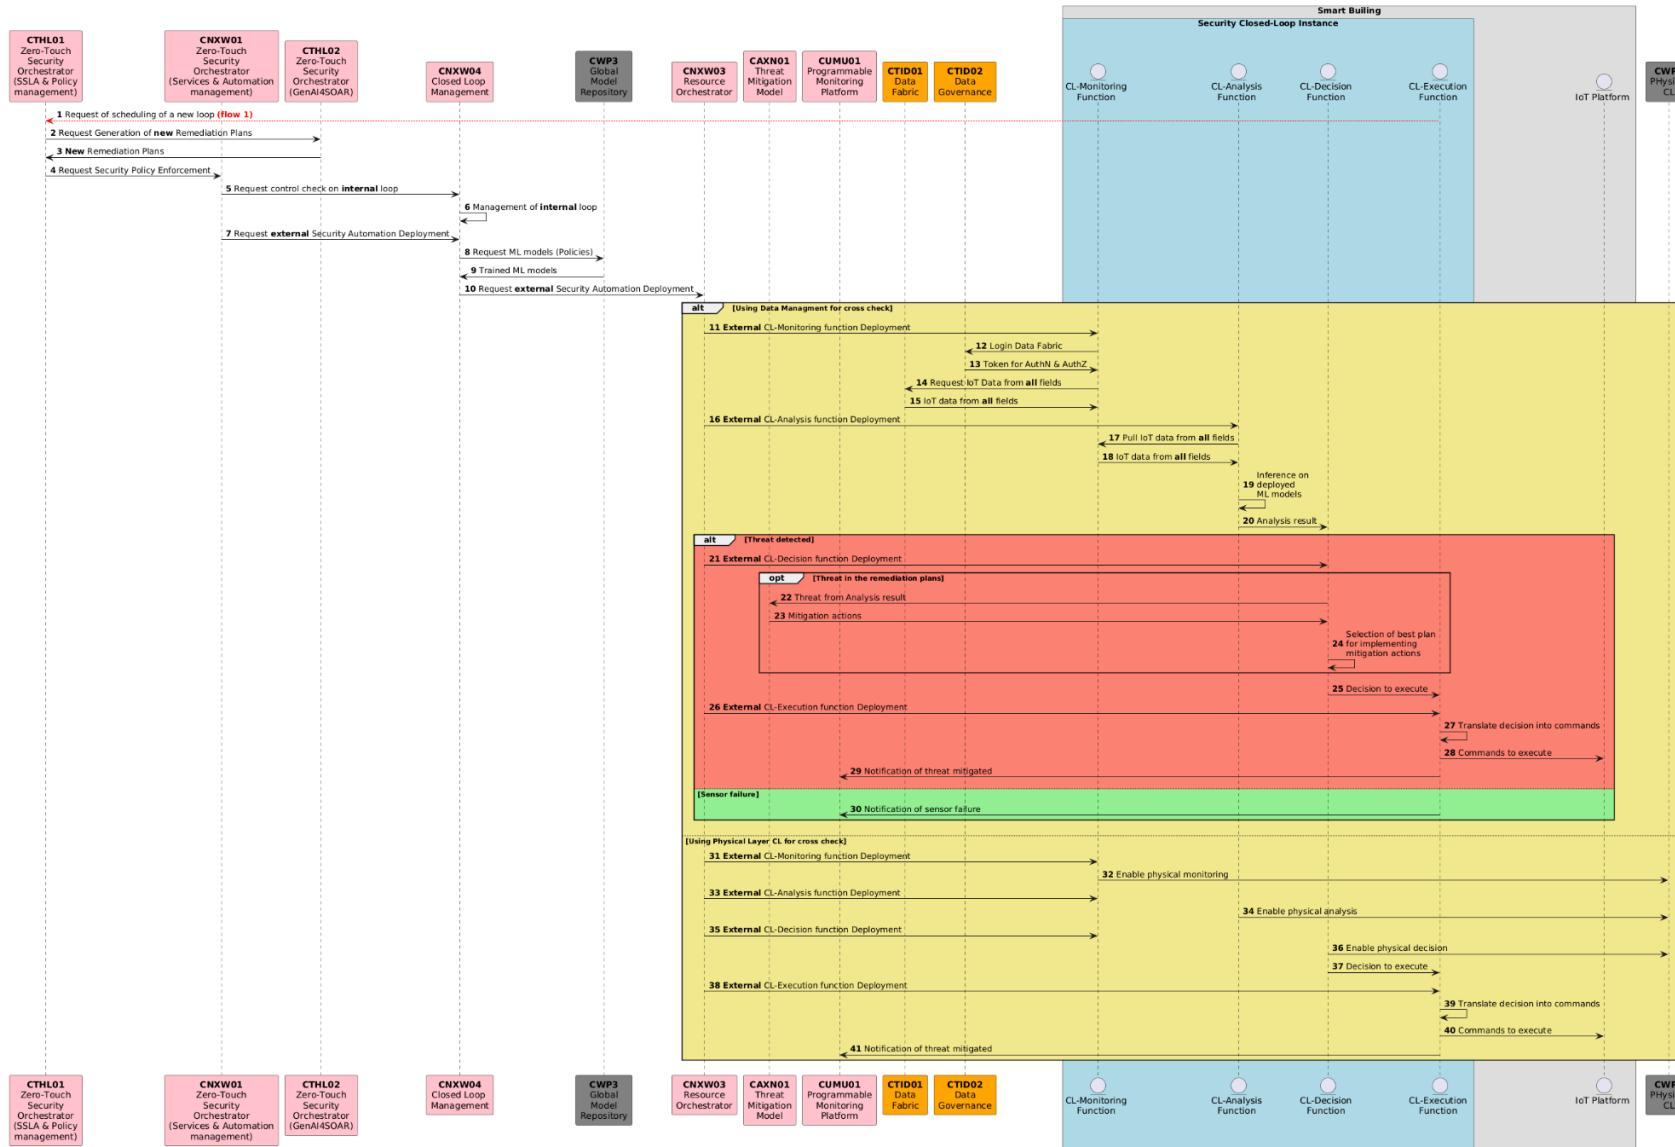 Smart Builing
Security Closed-Loop Instance
CTHL01
Zero-Touch
Security
Orchestrator
(SSLA & Policy
management)
CNXW01
Zero-Touch
Security
Orchestrator
(Services & Automation
management)
CTHL02
Zero-Touch
Security
Orchestrator
(GenAI4SOAR)
CNXW04
Closed Loop
Management
CWP3
Global
Model
Repository
CNXW03
Resource
Orchestrator
CAXN01
Threat
Mitigation
Model
CUMU01
Programmable
Monitoring
Platform
CTID01
Data
Fabric
CTID02
Data
Governance
CL-Monitoring
Function
CL-Analysis
Function
CL-Decision
Function
CL-Execution
Function
IoT Platform
1 Request of scheduling of a new loop (flow 1)
2 Request Generation of new Remediation Plans
3 New Remediation Plans
4 Request Security Policy Enforcement
5 Request control check on internal loop
6 Management of internal loop
7 Request external Security Automation Deployment
8 Request ML models (Policies)
9 Trained ML models
10 Request external Security Automation Deployment
alt [Using Data Managment for cross check]
11 External CL-Monitoring function Deployment
12 Login Data Fabric
13 Token for AuthN & AuthZ
14 Request IoT Data from all fields
15 IoT data from all fields
16 External CL-Analysis function Deployment
17 Pull IoT data from all fields
18 IoT data from all fields
Inference on
19 deployed
ML models
20 Analysis result
alt [Threat detected]
21 External CL-Decision function Deployment
opt [Threat in the remediation plans]
22 Threat from Analysis result
23 Mitigation actions
Selection of best plan
24 for implementing
mitigation actions
25 Decision to execute
26 External CL-Execution function Deployment
27 Translate decision into commands
28 Commands to execute
29 Notification of threat mitigated
[Sensor failure]
30 Notification of sensor failure
[Using Physical Layer CL for cross check]
31 External CL-Monitoring function Deployment
32 Enable physical monitoring
33 External CL-Analysis function Deployment
34 Enable physical analysis
35 External CL-Decision function Deployment
36 Enable physical decision
37 Decision to execute
38 External CL-Execution function Deployment
39 Translate decision into commands
40 Commands to execute
41 Notification of threat mitigated
CTHL01
Zero-Touch
Security
Orchestrator
(SSLA & Policy
management)
CNXW01
Zero-Touch
Security
Orchestrator
(Services & Automation
management)
CTHL02
Zero-Touch
Security
Orchestrator
(GenAI4SOAR)
CNXW04
Closed Loop
Management
CWP3
Global
Model
Repository
CNXW03
Resource
Orchestrator
CAXN01
Threat
Mitigation
Model
CUMU01
Programmable
Monitoring
Platform
CTID01
Data
Fabric
CTID02
Data
Governance
CL-Monitoring
Function
CL-Analysis
Function
CL-Decision
Function
CL-Execution
Function
IoT Platform